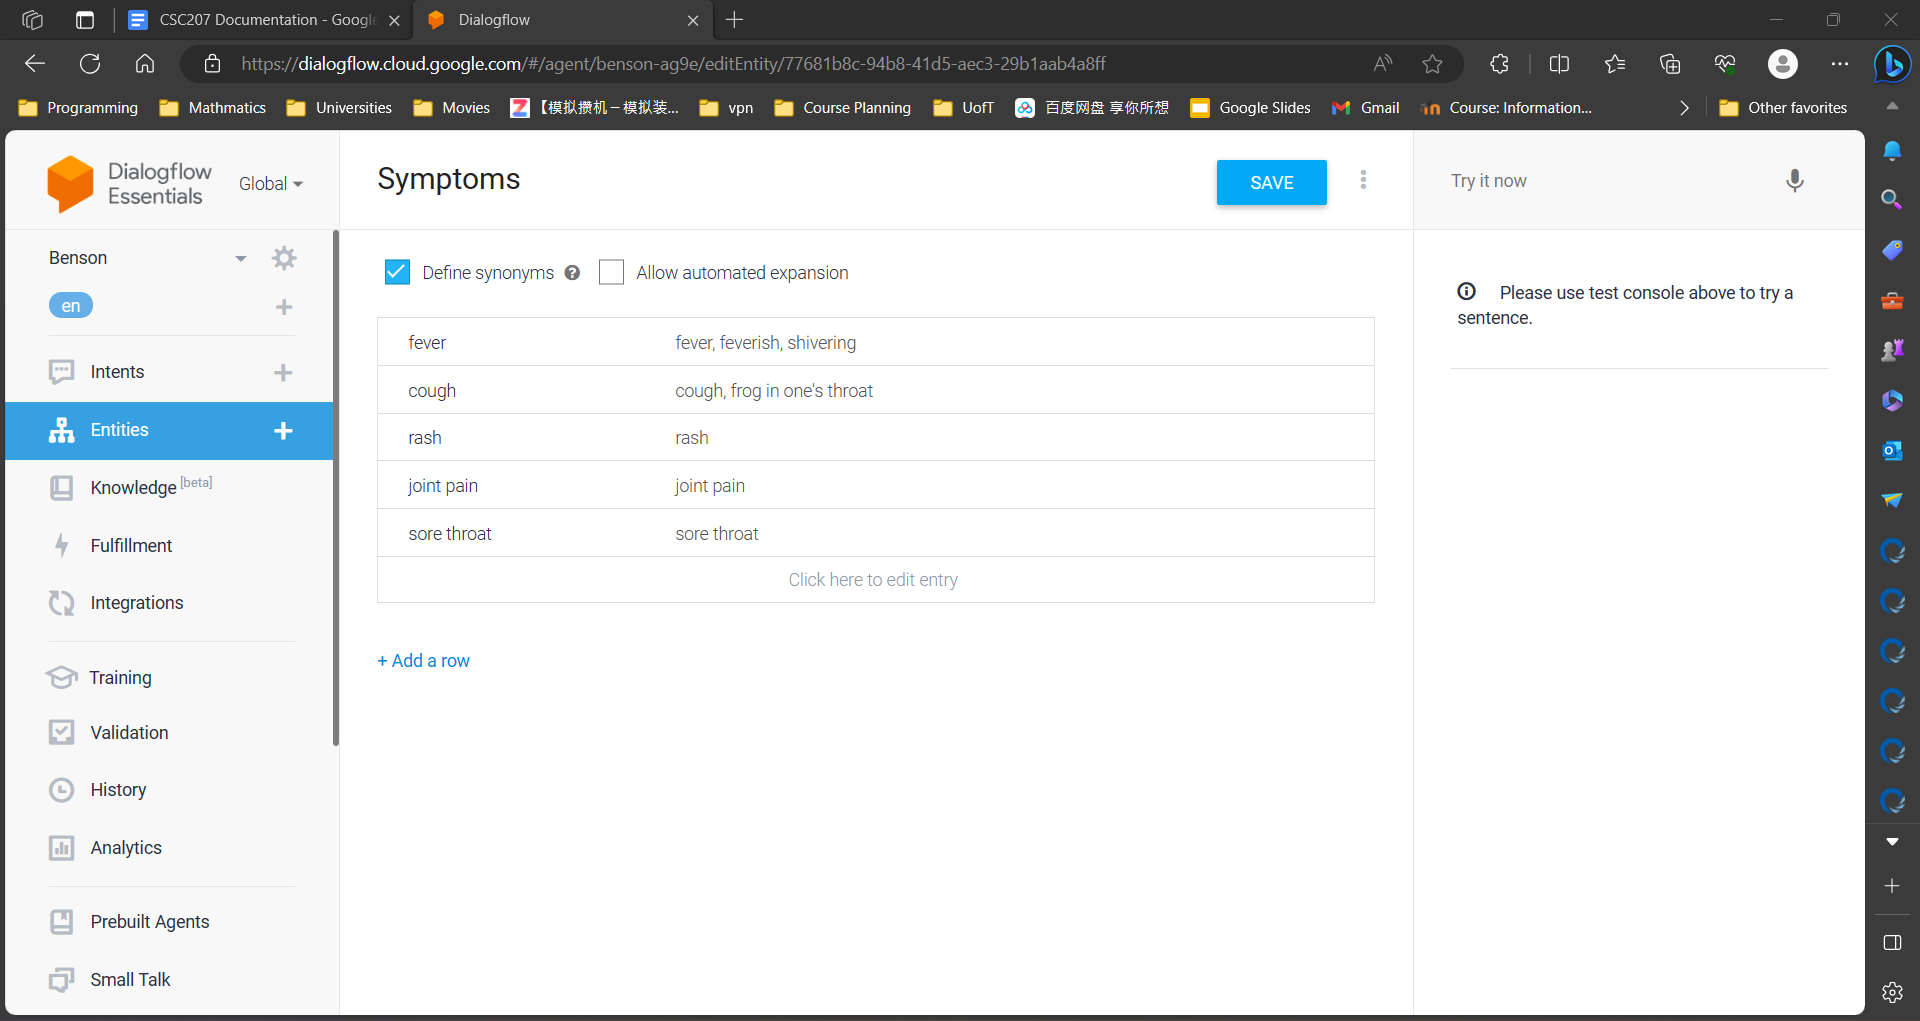 CSC207 Documentation - Google
Dialogflow
https://dialogflow.cloud.google.com/#/agent/benson-ag9e/editEntity/77681b8c-94b8-41d5-aec3-29b1aab4a8ff
Programming
Mathmatics
Universities
Movies
【模拟攒机－模拟装...
vpn
Course Planning
UofT
百度网盘 享你所想
Google Slides
Gmail
Course: Information...
Other favorites
Dialogflow
Essentials
Global
Symptoms
SAVE
Try it now
Benson
en
Define synonyms
Allow automated expansion
Please use test console above to try a
sentence.
fever
fever, feverish, shivering
cough
cough, frog in one's throat
rash
rash
joint pain
joint pain
sore throat
sore throat
Click here to edit entry
+ Add a row
Intents
Entities
Knowledge [beta]
Fulfillment
Integrations
Training
Validation
History
Analytics
Prebuilt Agents
Small Talk